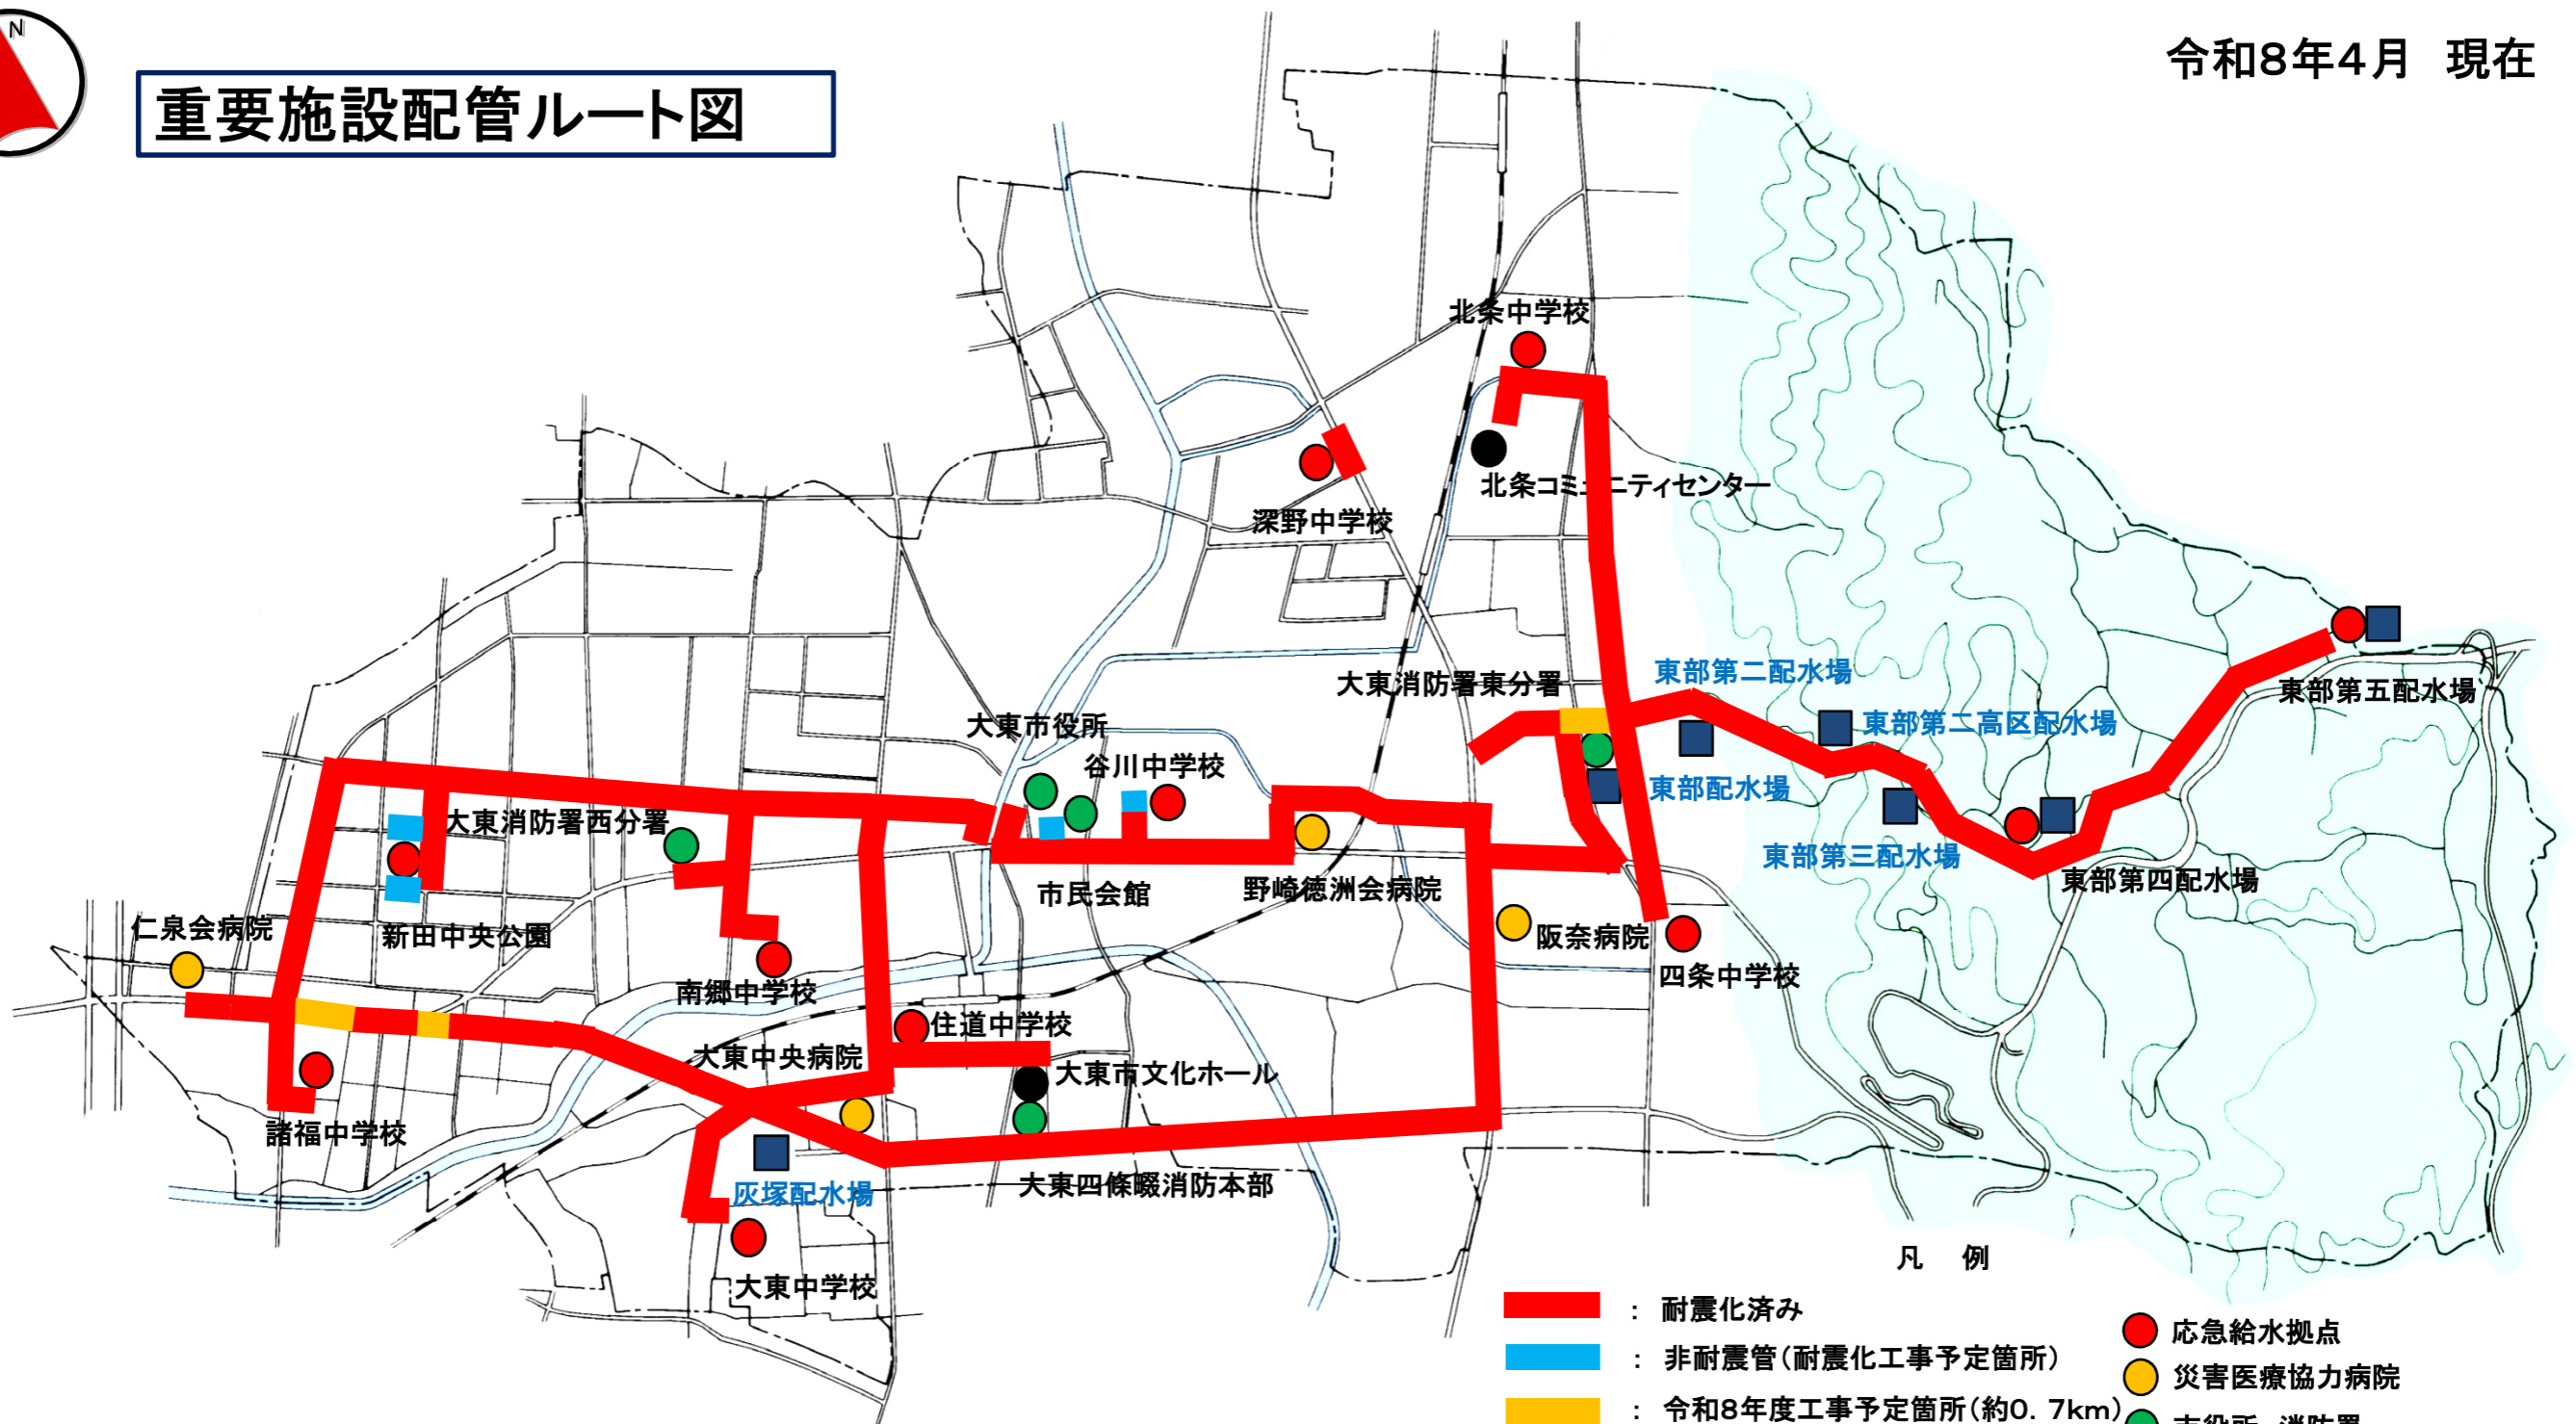 N
令和8年4月 現在
重要施設配管ルート図
北条中学校
北条コミュニティセンター
深野中学校
大東消防署東分署
東部第二配水場
東部第五配水場
東部第二高区配水場
大東市役所
谷川中学校
東部配水場
大東消防署西分署
東部第三配水場
東部第四配水場
市民会館
野崎徳洲会病院
仁泉会病院
新田中央公園
阪奈病院
四条中学校
南郷中学校
住道中学校
大東中央病院
大東市文化ホール
諸福中学校
灰塚配水場
大東四條畷消防本部
大東中学校
凡 例
: 耐震化済み
: 非耐震管(耐震化工事予定箇所)
: 令和8年度工事予定箇所(約0.7km)
応急給水拠点
災害医療協力病院